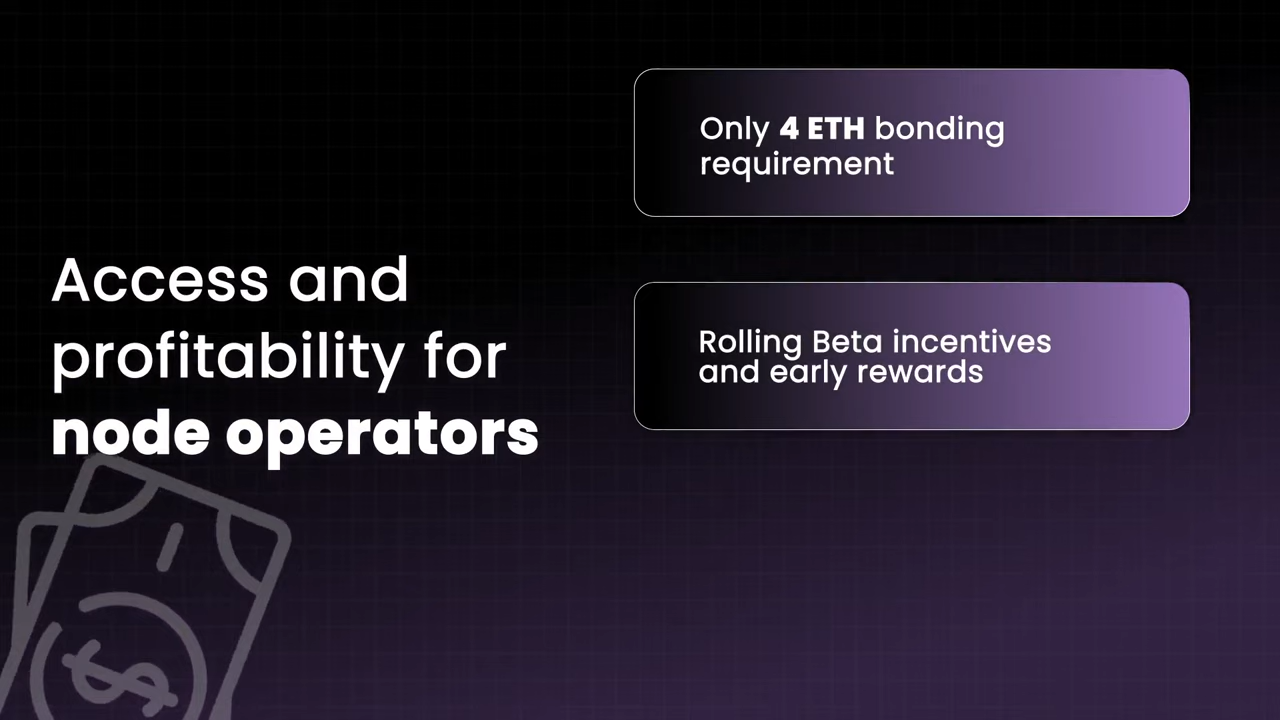 Access and
profitability for
node operators
Only 4 ETH bonding
requirement
Rolling Beta incentives
and early rewards